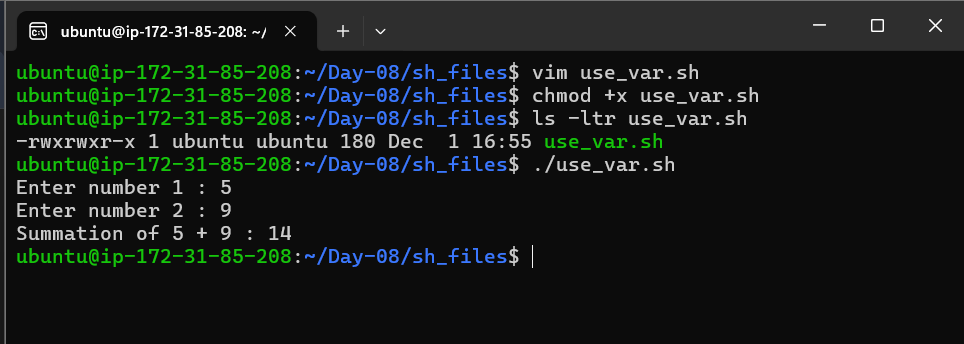 ubuntu@ip-172-31-85-208: ~/
ubuntu@ip-172-31-85-208:~/Day-08/sh_files$ vim use_var.sh
ubuntu@ip-172-31-85-208:~/Day-08/sh_files$ chmod +x use_var.sh
ubuntu@ip-172-31-85-208:~/Day-08/sh_files$ ls -ltr use_var.sh
-rwxrwxr-x 1 ubuntu ubuntu 180 Dec  1 16:55 use_var.sh
ubuntu@ip-172-31-85-208:~/Day-08/sh_files$ ./use_var.sh
Enter number 1 : 5
Enter number 2 : 9
Summation of 5 + 9 : 14
ubuntu@ip-172-31-85-208:~/Day-08/sh_files$